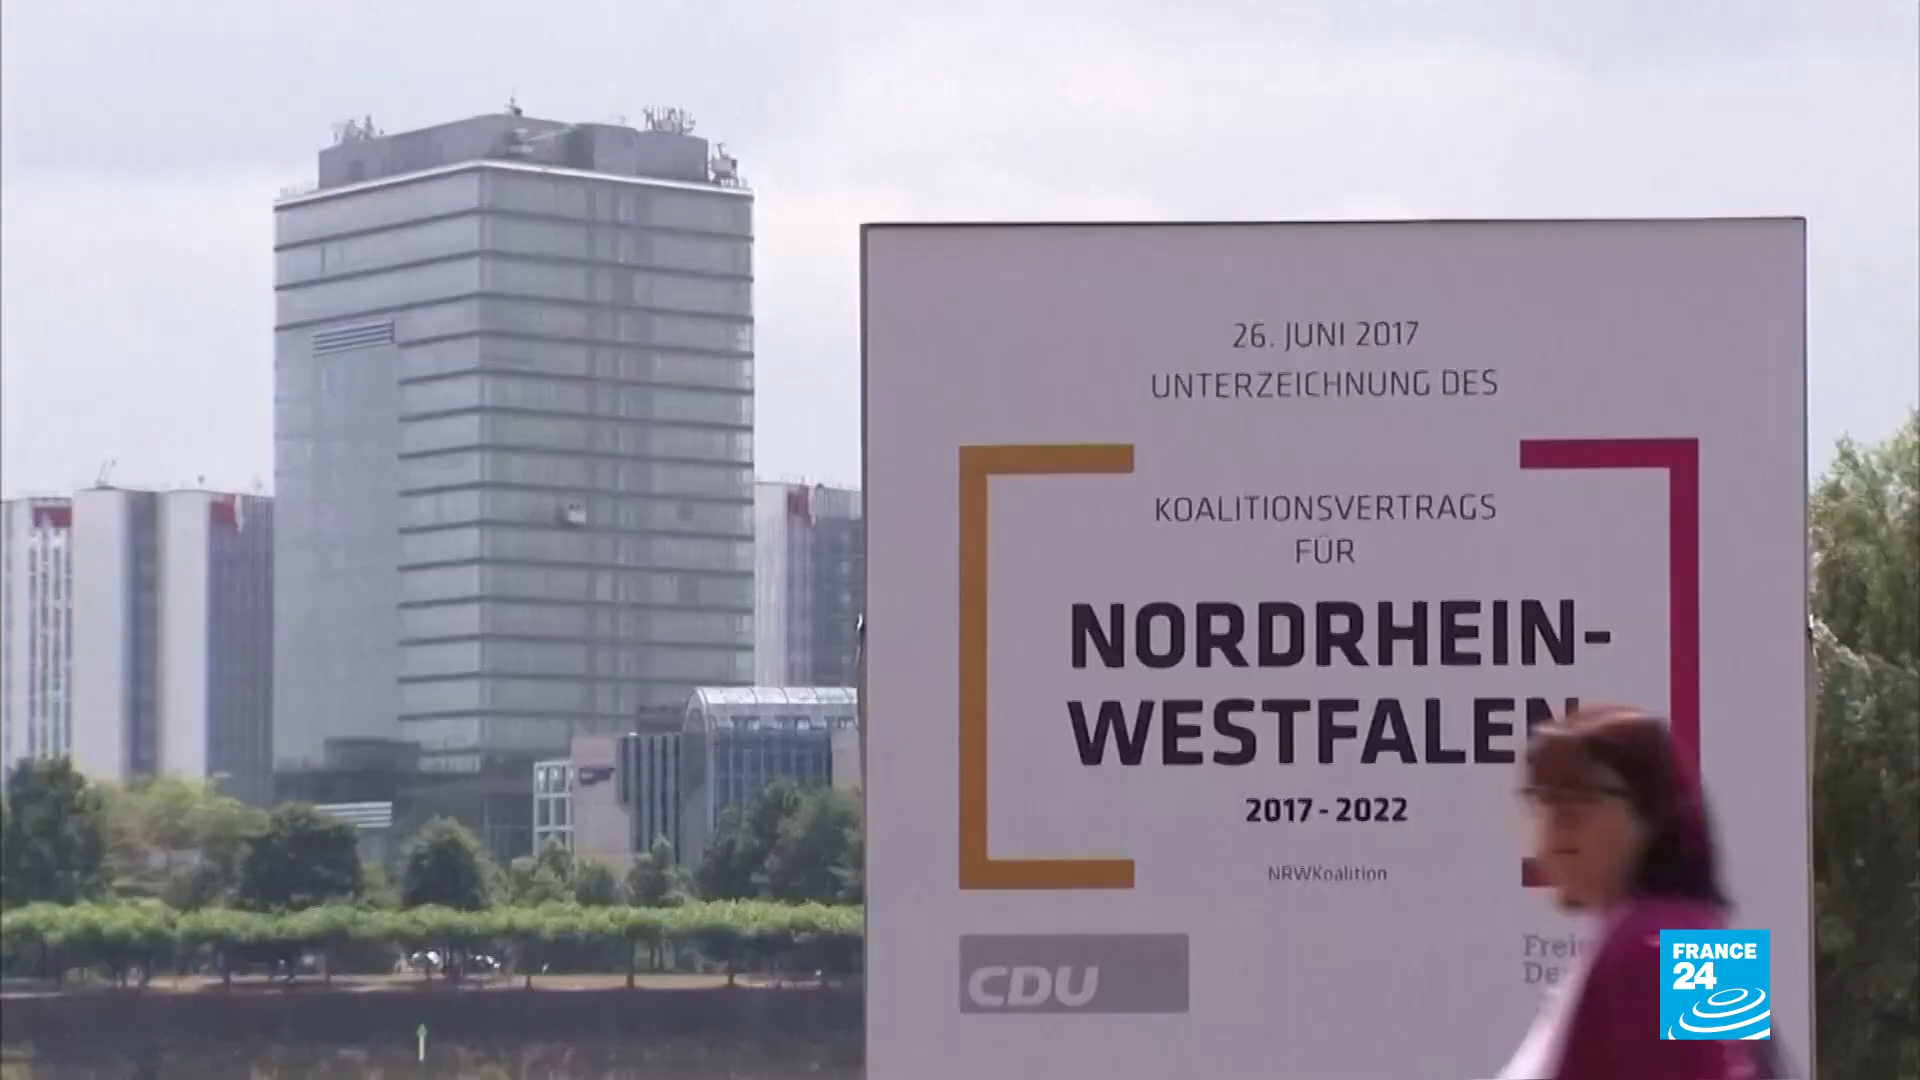 26. JUNI 2017
UNTERZEICHNUNG DES
KOALITIONSVERTRAGS
FÜR
NORDRHEIN-
WESTFALEN
2017 - 2022
NRWKoalition
CDU
FRANCE
24